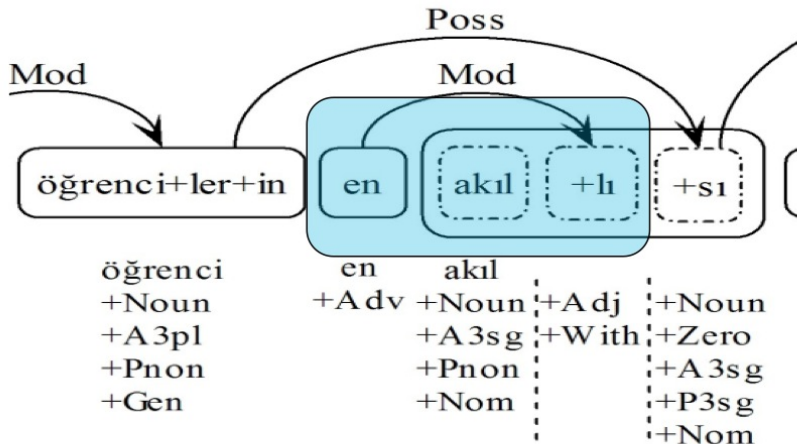 Poss
Mod Mod
öğrenci+ler+in en akıl +lı +sı
öğrenci en akıl
+Noun +Adv +Noun +Adj +Noun
+A3pl +A3sg +With +Zero
+Pnon +Pnon +A3sg
+Gen +Nom +P3sg
+Nom